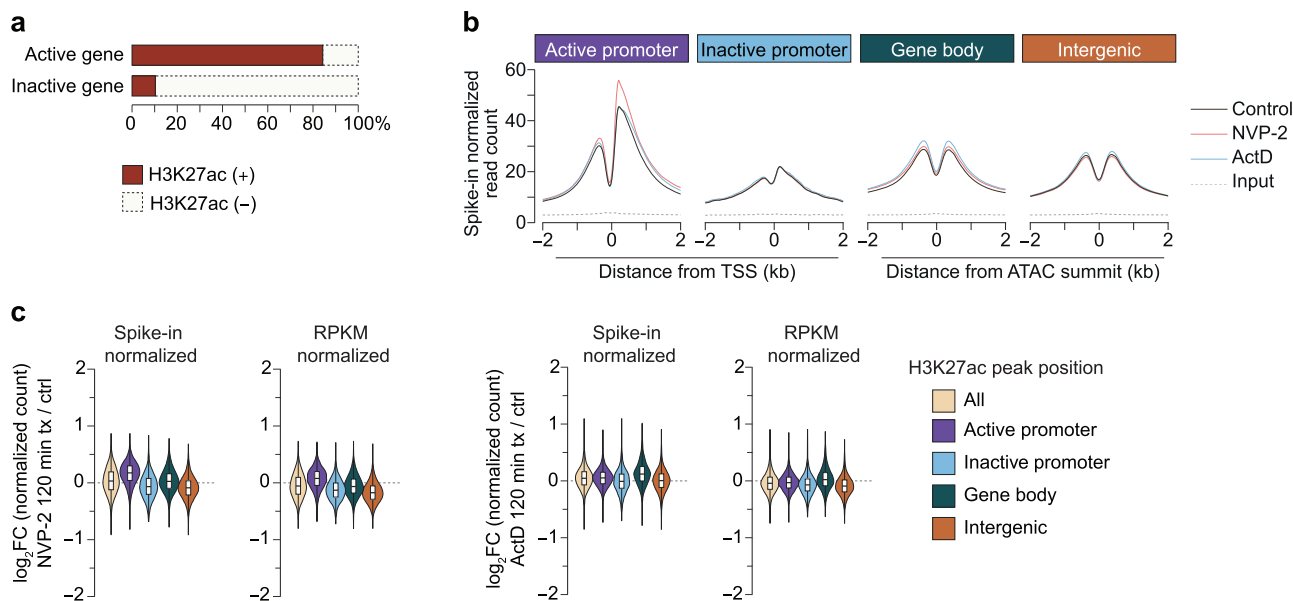 a
Active gene
Inactive gene
0 20 40 60 80 100%
H3K27ac (+)
H3K27ac (−)
b
Active promoter Inactive promoter Gene body Intergenic
Spike-in normalized
read count
60
40
20
0
−2 0 2 −2 0 2 −2 0 2 −2 0 2
Distance from TSS (kb) Distance from ATAC summit (kb)
Control
NVP-2
ActD
Input
c
Spike-in
normalized
log₂FC (normalized count)
NVP-2 120 min tx / ctrl
2
1
0
−1
−2
RPKM
normalized
2
1
0
−1
−2
Spike-in
normalized
log₂FC (normalized count)
ActD 120 min tx / ctrl
2
1
0
−1
−2
RPKM
normalized
2
1
0
−1
−2
H3K27ac peak position
All
Active promoter
Inactive promoter
Gene body
Intergenic